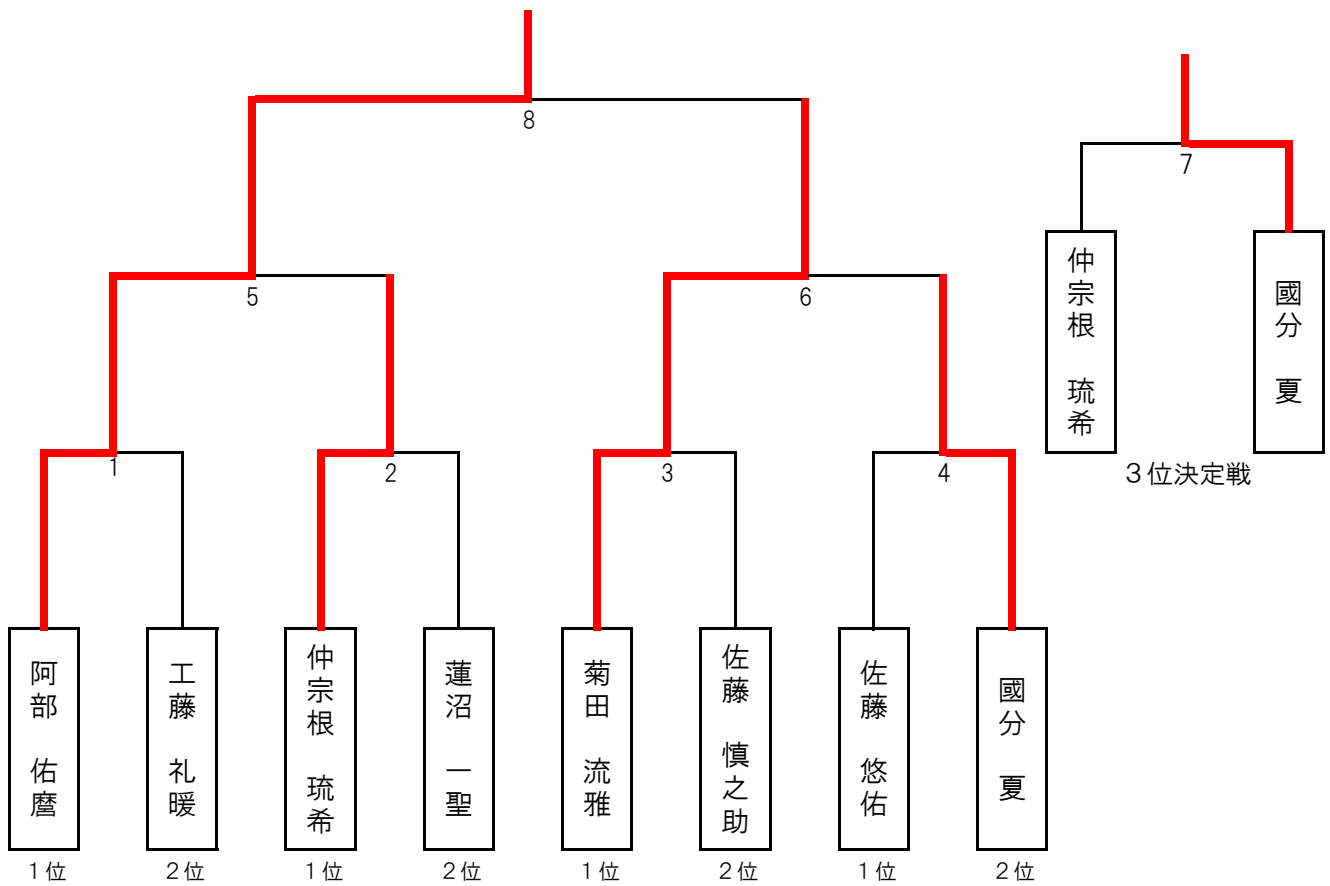 8
7
5
6
仲宗根 琉希
國分 夏
3位決定戦
1
2
3
4
阿部 佑麿
工藤 礼暖
仲宗根 琉希
蓮沼 一聖
菊田 流雅
佐藤 慎之助
佐藤 悠佑
國分 夏
1位
2位
1位
2位
1位
2位
1位
2位